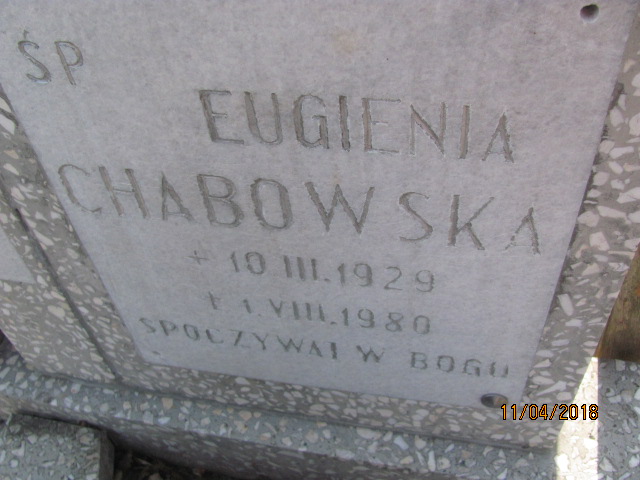 ŚP
EUGIENIA
CHABOWSKA
+ 10 III.1929
† 1.VIII.1980
SPOCZYWAJ W BOGU
11/04/2018